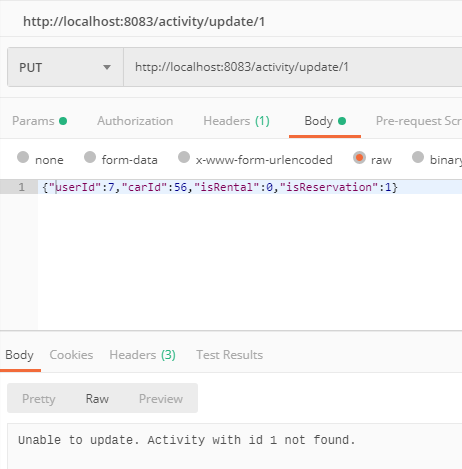 http://localhost:8083/activity/update/1
PUT http://localhost:8083/activity/update/1
Params Authorization Headers (1) Body Pre-request Scr
none form-data x-www-form-urlencoded raw binary
1 {"userId":7,"carId":56,"isRental":0,"isReservation":1}
Body Cookies Headers (3) Test Results
Pretty Raw Preview
Unable to update. Activity with id 1 not found.